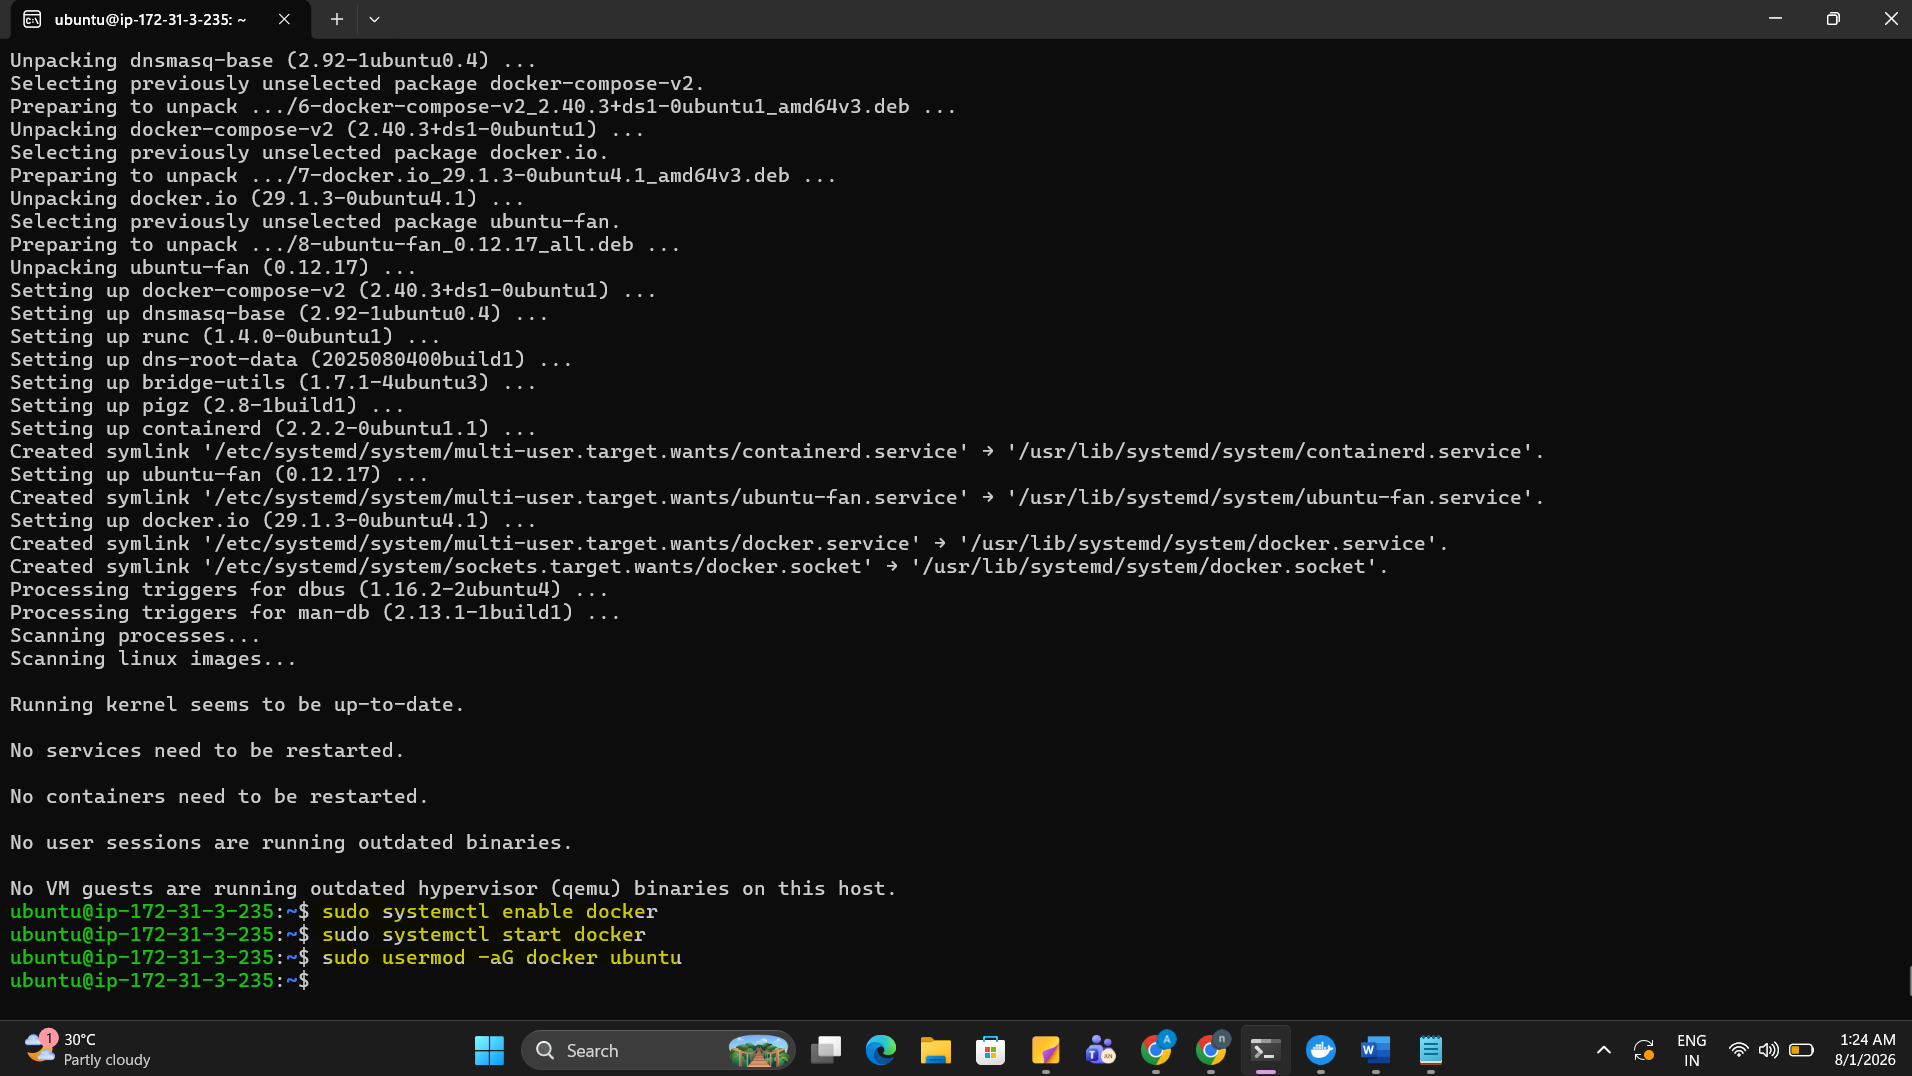 ubuntu@ip-172-31-3-235: ~
Unpacking dnsmasq-base (2.92-1ubuntu0.4) ...
Selecting previously unselected package docker-compose-v2.
Preparing to unpack .../6-docker-compose-v2_2.40.3+ds1-0ubuntu1_amd64v3.deb ...
Unpacking docker-compose-v2 (2.40.3+ds1-0ubuntu1) ...
Selecting previously unselected package docker.io.
Preparing to unpack .../7-docker.io_29.1.3-0ubuntu4.1_amd64v3.deb ...
Unpacking docker.io (29.1.3-0ubuntu4.1) ...
Selecting previously unselected package ubuntu-fan.
Preparing to unpack .../8-ubuntu-fan_0.12.17_all.deb ...
Unpacking ubuntu-fan (0.12.17) ...
Setting up docker-compose-v2 (2.40.3+ds1-0ubuntu1) ...
Setting up dnsmasq-base (2.92-1ubuntu0.4) ...
Setting up runc (1.4.0-0ubuntu1) ...
Setting up dns-root-data (2025080400build1) ...
Setting up bridge-utils (1.7.1-4ubuntu3) ...
Setting up pigz (2.8-1build1) ...
Setting up containerd (2.2.2-0ubuntu1.1) ...
Created symlink '/etc/systemd/system/multi-user.target.wants/containerd.service' → '/usr/lib/systemd/system/containerd.service'.
Setting up ubuntu-fan (0.12.17) ...
Created symlink '/etc/systemd/system/multi-user.target.wants/ubuntu-fan.service' → '/usr/lib/systemd/system/ubuntu-fan.service'.
Setting up docker.io (29.1.3-0ubuntu4.1) ...
Created symlink '/etc/systemd/system/multi-user.target.wants/docker.service' → '/usr/lib/systemd/system/docker.service'.
Created symlink '/etc/systemd/system/sockets.target.wants/docker.socket' → '/usr/lib/systemd/system/docker.socket'.
Processing triggers for dbus (1.16.2-2ubuntu4) ...
Processing triggers for man-db (2.13.1-1build1) ...
Scanning processes...
Scanning linux images...
Running kernel seems to be up-to-date.
No services need to be restarted.
No containers need to be restarted.
No user sessions are running outdated binaries.
No VM guests are running outdated hypervisor (qemu) binaries on this host.
ubuntu@ip-172-31-3-235:~$ sudo systemctl enable docker
ubuntu@ip-172-31-3-235:~$ sudo systemctl start docker
ubuntu@ip-172-31-3-235:~$ sudo usermod -aG docker ubuntu
ubuntu@ip-172-31-3-235:~$
1
30°C
Partly cloudy
Search
T
AN
A
n
W
ENG
IN
1:24 AM
8/1/2026